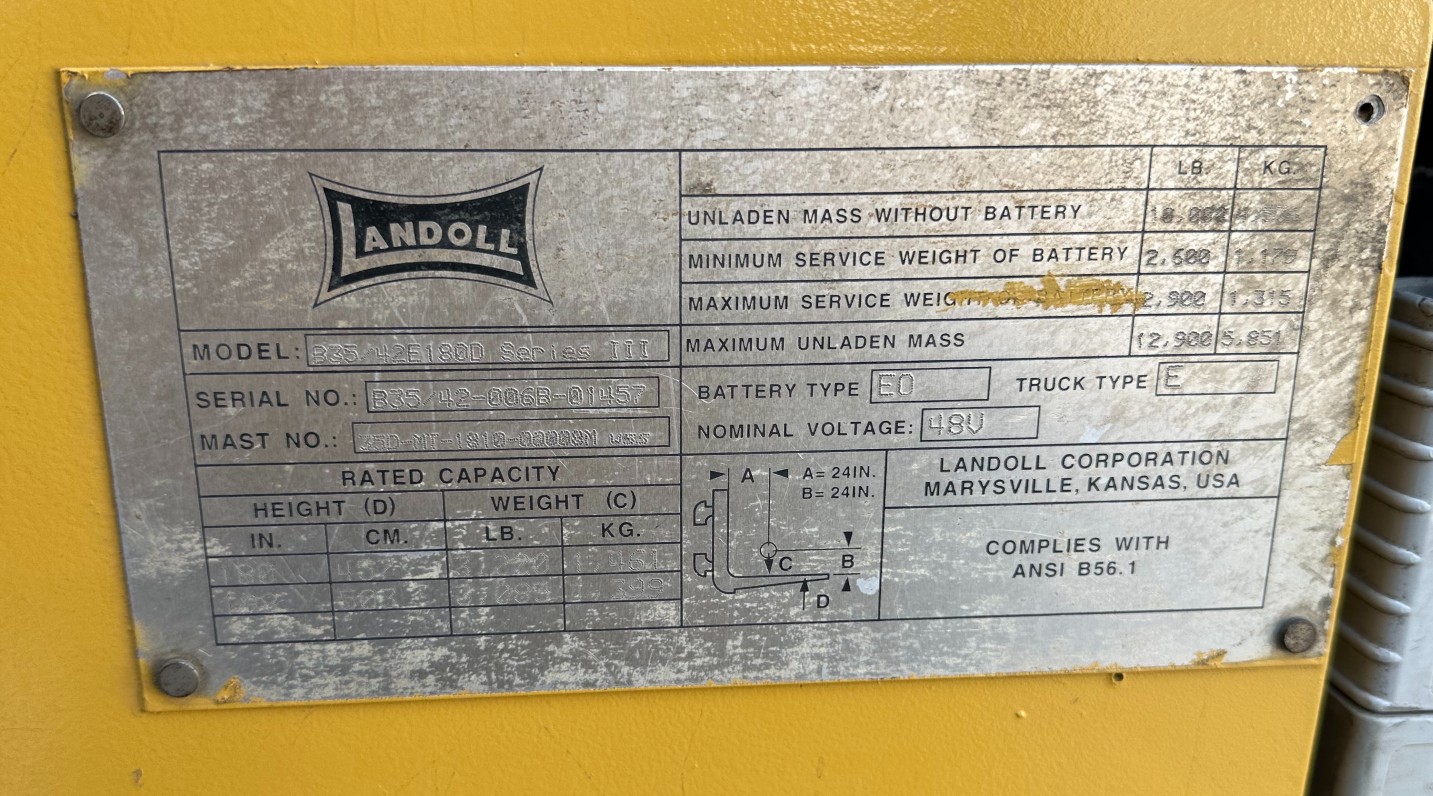 LANDOLL
LB. KG.
UNLADEN MASS WITHOUT BATTERY
MINIMUM SERVICE WEIGHT OF BATTERY 2,600
MAXIMUM SERVICE 2,900 1,315
MAXIMUM UNLADEN MASS 12,900 5,851
MODEL: B35/42E180D Series III
SERIAL NO.: B35/42-006B-01457
MAST NO.:
BATTERY TYPE EO TRUCK TYPE E
NOMINAL VOLTAGE: 48V
RATED CAPACITY
HEIGHT (D) WEIGHT (C)
IN. CM. LB. KG.
A A= 24IN.
B= 24IN.
C B
D
LANDOLL CORPORATION
MARYSVILLE, KANSAS, USA
COMPLIES WITH
ANSI B56.1